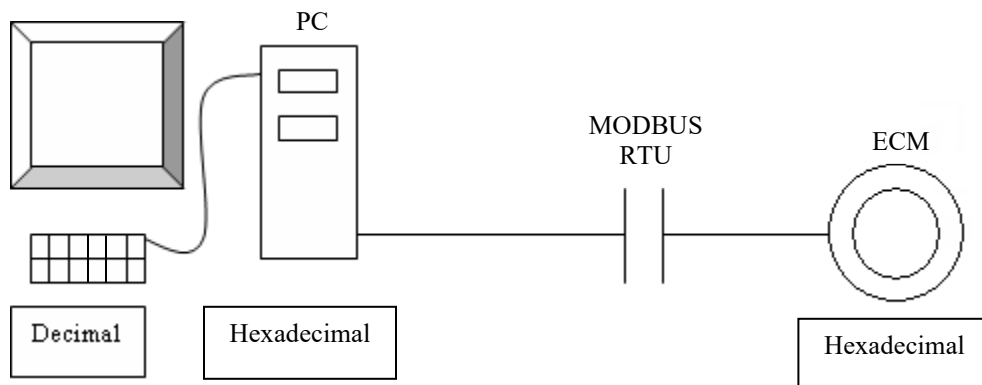 PC
MODBUS
RTU
ECM
Decimal
Hexadecimal
Hexadecimal